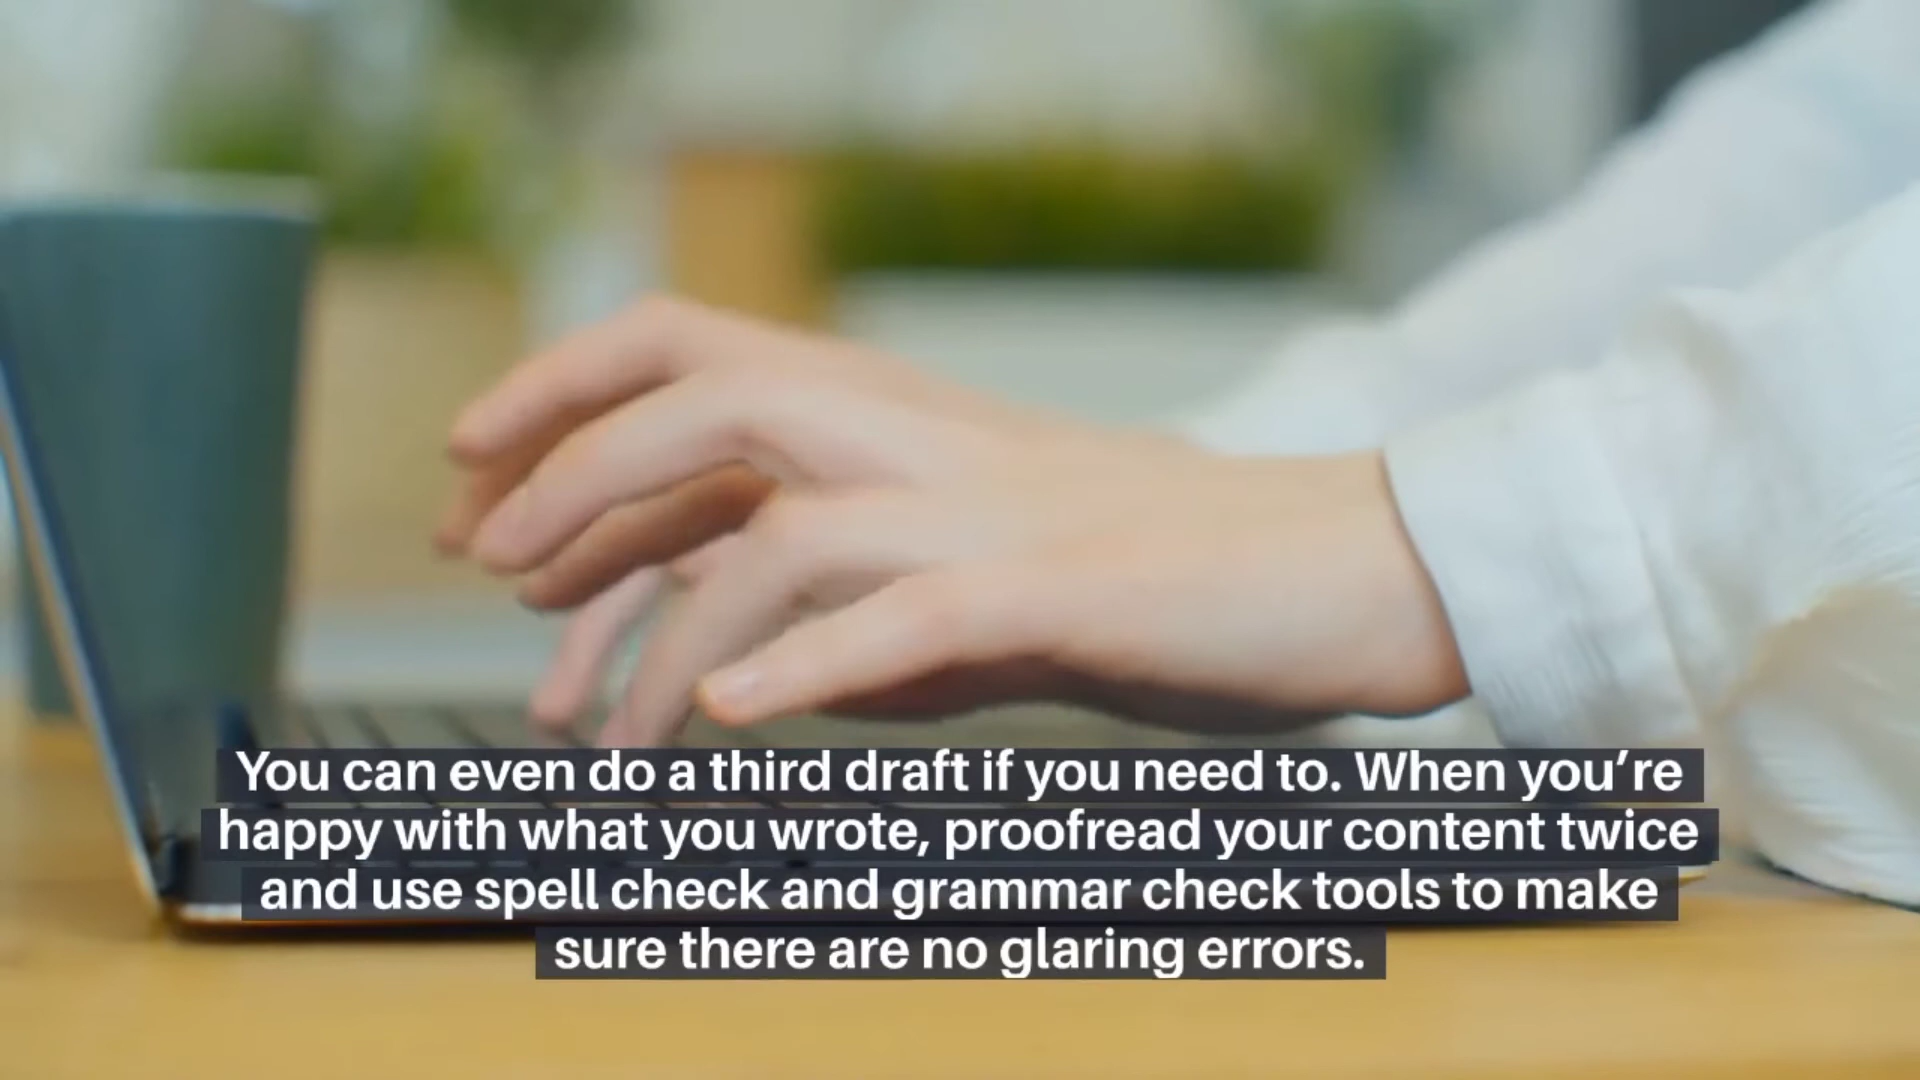 You can even do a third draft if you need to. When you’re
happy with what you wrote, proofread your content twice
and use spell check and grammar check tools to make
sure there are no glaring errors.